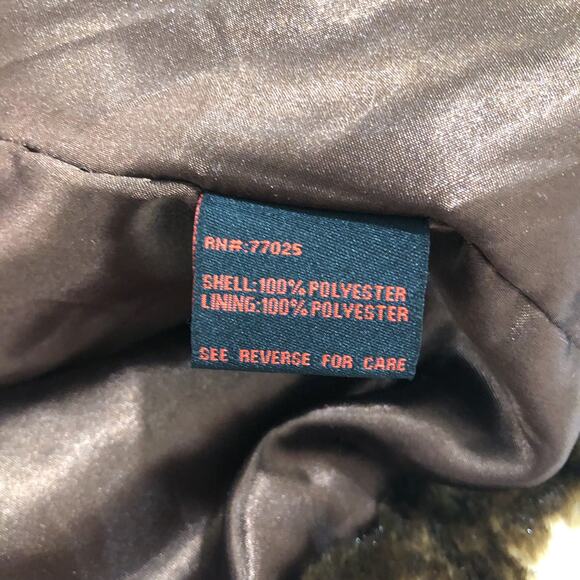 RN#:77025
SHELL:100% POLYESTER
LINING:100% POLYESTER
SEE REVERSE FOR CARE